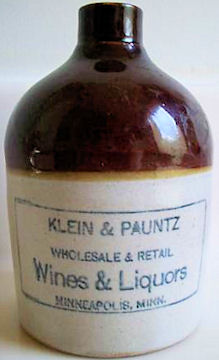 KLEIN & PAUNTZ
WHOLESALE & RETAIL
Wines & Liquors
MINNEAPOLIS, MINN.